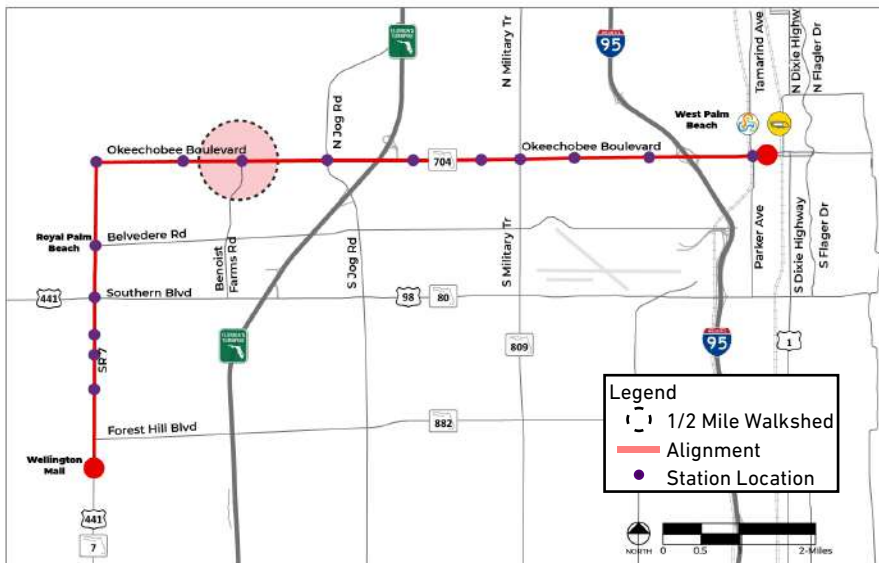 FLORIDA'S
TURNPIKE
N Jog Rd
N Military Tr
95
Tamarind Ave
N Dixie Highway
N Flagler Dr
West Palm
Beach
Okeechobee Boulevard
704
Okeechobee Boulevard
Royal Palm
Beach
Belvedere Rd
Benoist
Farms Rd
S Jog Rd
S Military Tr
Parker Ave
S Dixie Highway
S Flager Dr
441
Southern Blvd
98
80
SR 7
809
95
1
Forest Hill Blvd
882
Wellington
Mall
441
7
Legend
1/2 Mile Walkshed
Alignment
Station Location
NORTH
0 0.5 2-Miles